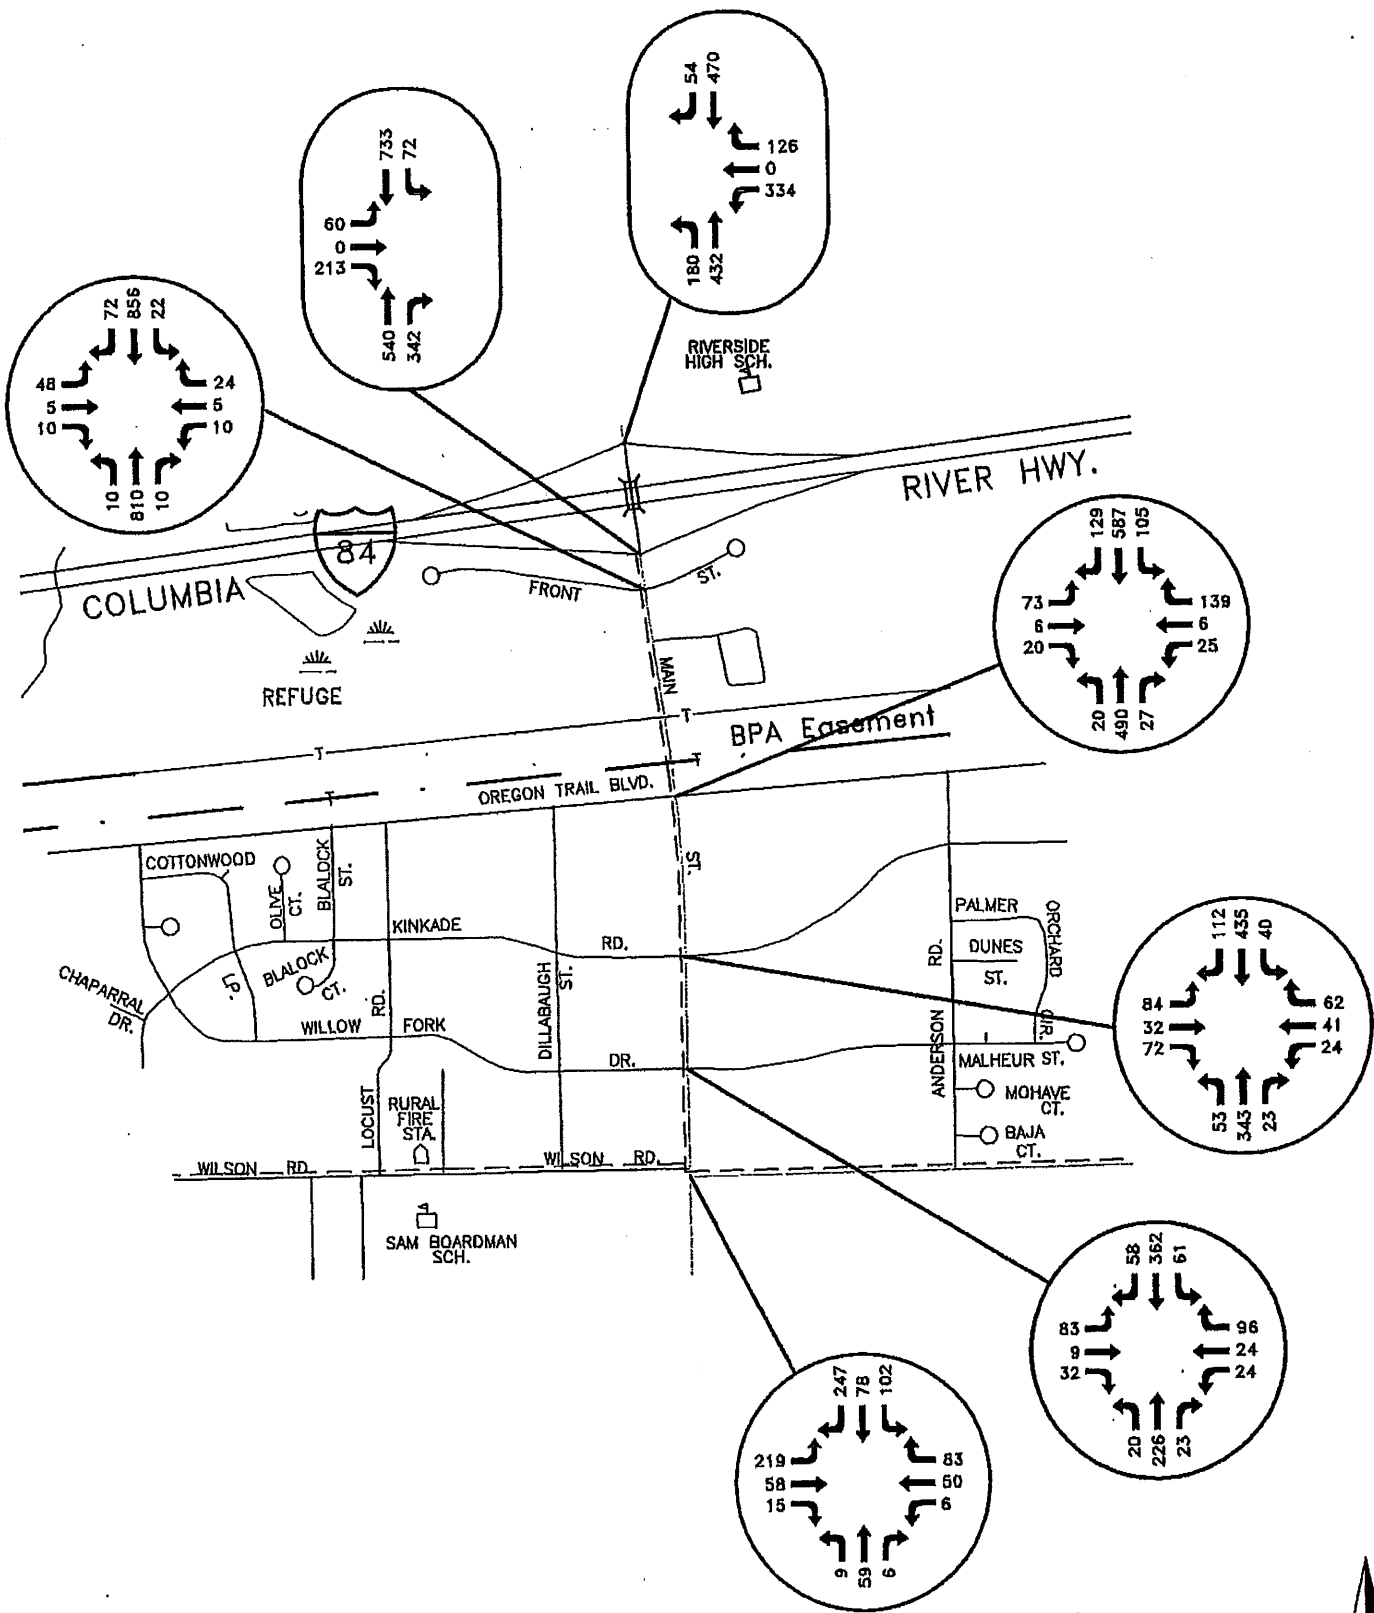 54
470
126
0
334
180
432
733
72
60
0
213
540
342
72
856
22
48
5
10
24
5
10
10
810
10
RIVERSIDE
HIGH SCH.
RIVER HWY.
84
COLUMBIA
FRONT
ST.
REFUGE
MAIN
129
587
105
73
6
20
139
6
25
20
490
27
T
T
BPA Easement
T
T
OREGON TRAIL BLVD.
COTTONWOOD
OLIVE
CT.
BLALOCK
ST.
ST.
KINKADE
RD.
PALMER
ORCHARD
CIR.
DUNES
ST.
RD.
ANDERSON
CHAPARRAL
DR.
LP.
BLALOCK
CT.
RD.
LOCUST
WILLOW
FORK
DR.
DILLABAUGH
ST.
MALHEUR ST.
MOHAVE
CT.
BAJA
CT.
112
435
40
84
32
72
62
41
24
53
343
23
RURAL
FIRE
STA.
WILSON RD.
WILSON RD.
SAM BOARDMAN
SCH.
58
362
61
83
9
32
96
24
24
20
226
23
247
78
102
219
58
15
83
50
6
9
59
6